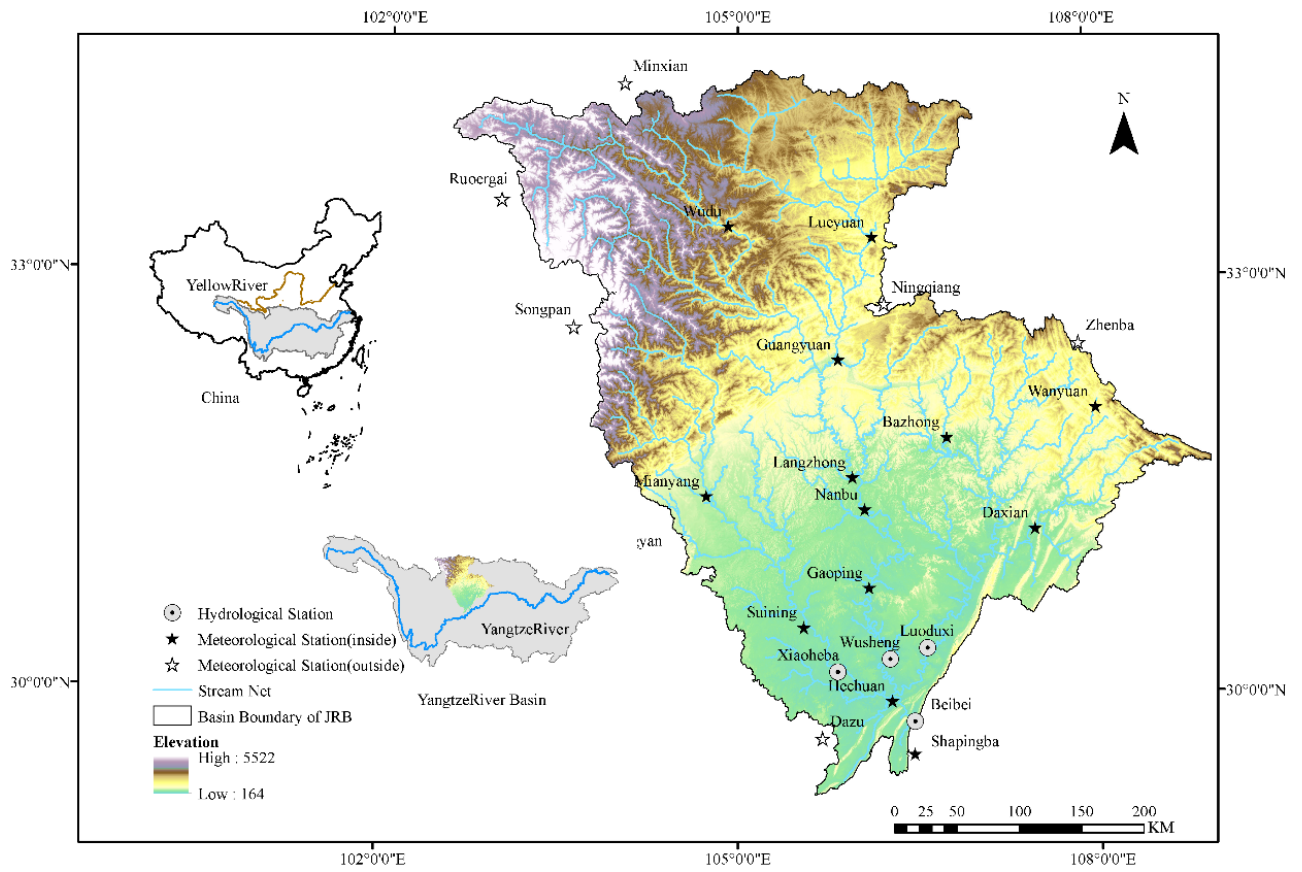 102°0'0"E 105°0'0"E 108°0'0"E
Minxian
N
Ruoergai
Wudu
Lueyuan
33°0'0"N
33°0'0"N
YellowRiver
Ningqiang
Songpan
Zhenba
Guangyuan
China
Wanyuan
Bazhong
Langzhong
Mianyang
Nanbu
Daxian
yan
Gaoping
Hydrological Station
Suining
YangtzeRiver
Wusheng
Luoduxi
Meteorological Station(inside)
Xiaoheba
Meteorological Station(outside)
Hechuan
30°0'0"N
30°0'0"N
Stream Net
YangtzeRiver Basin
Beibei
Basin Boundary of JRB
Dazu
Elevation
Shapingba
High : 5522
Low : 164
0 25 50 100 150 200
KM
102°0'0"E 105°0'0"E 108°0'0"E